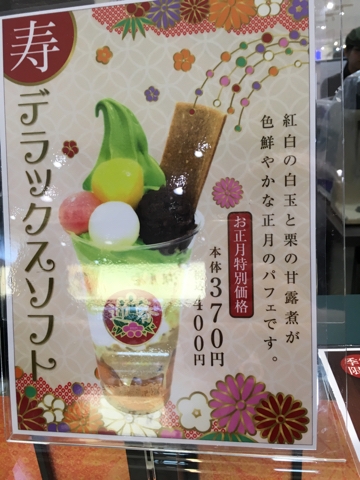 寿
デラックスソフト
紅白の白玉と栗の甘露煮が
色鮮やかな正月のパフェです。
お正月特別価格
本体370円
400円